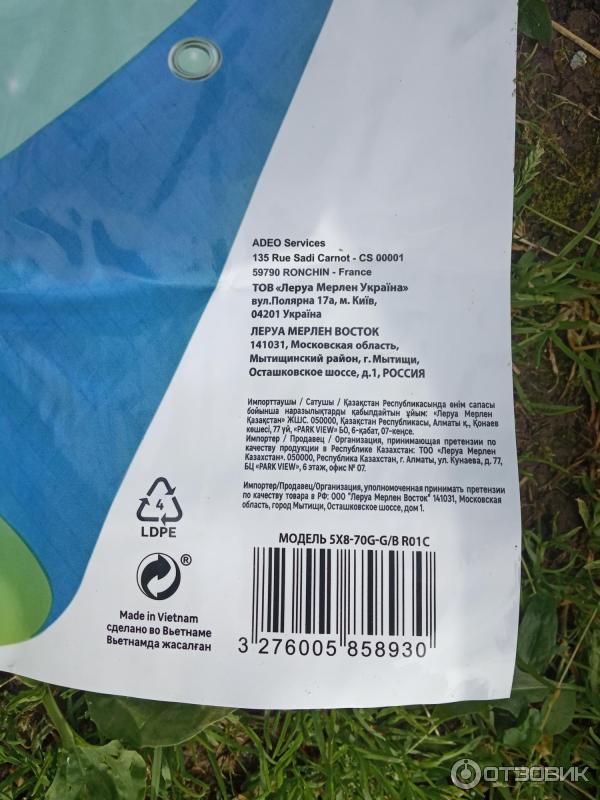 ADEO Services
135 Rue Sadi Carnot - CS 00001
59790 RONCHIN - France
ТОВ «Леруа Мерлен Україна»
вул.Полярна 17а, м. Київ,
04201 Україна
ЛЕРУА МЕРЛЕН ВОСТОК
141031, Московская область,
Мытищинский район, г. Мытищи,
Осташковское шоссе, д.1, РОССИЯ
Импорттаушы / Сатушы / Қазақстан Республикасында өнім сапасы
бойынша наразылықтарды қабылдайтын ұйым: «Леруа Мерлен
Қазақстан» ЖШС. 050000, Қазақстан Республикасы, Алматы қ., Қонаев
көшесі, 77 үй, «PARK VIEW» БО, 6-қабат, 07-кеңсе.
Импортер / Продавец / Организация, принимающая претензии по
качеству продукции в Республике Казахстан: ТОО «Леруа Мерлен
Казахстан». 050000, Республика Казахстан, г. Алматы, ул. Кунаева, д. 77,
БЦ «PARK VIEW», 6 этаж, офис № 07.
Импортер/Продавец/Организация, уполномоченная принимать претензии
по качеству товара в РФ: ООО "Леруа Мерлен Восток" 141031, Московская
область, город Мытищи, Осташковское шоссе, дом 1.
4
LDPE
МОДЕЛЬ 5X8-70G-G/B R01C
®
Made in Vietnam
сделано во Вьетнаме
Вьетнамда жасалған
3 276005 858930
ОТЗОВИК